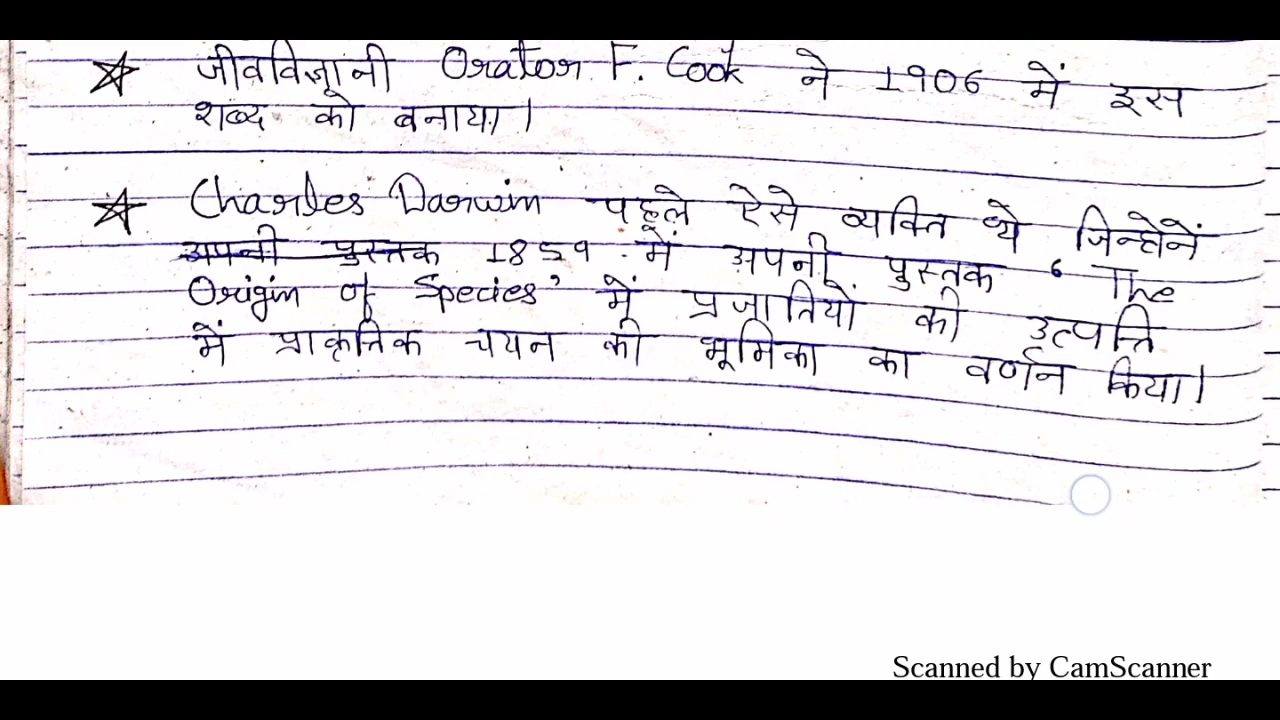 ☆ जीवविज्ञानी Orator F. Cook ने 1906 में इस
शब्द को बनाया।
☆ Charles Darwin पहले ऐसे व्यक्ति थे जिन्होनें
अपनी पुस्तक 1859 में अपनी पुस्तक ‘The
Origin of Species’ में प्रजातियों की उत्पत्ति
में प्राकृतिक चयन की भूमिका का वर्णन किया।
Scanned by CamScanner